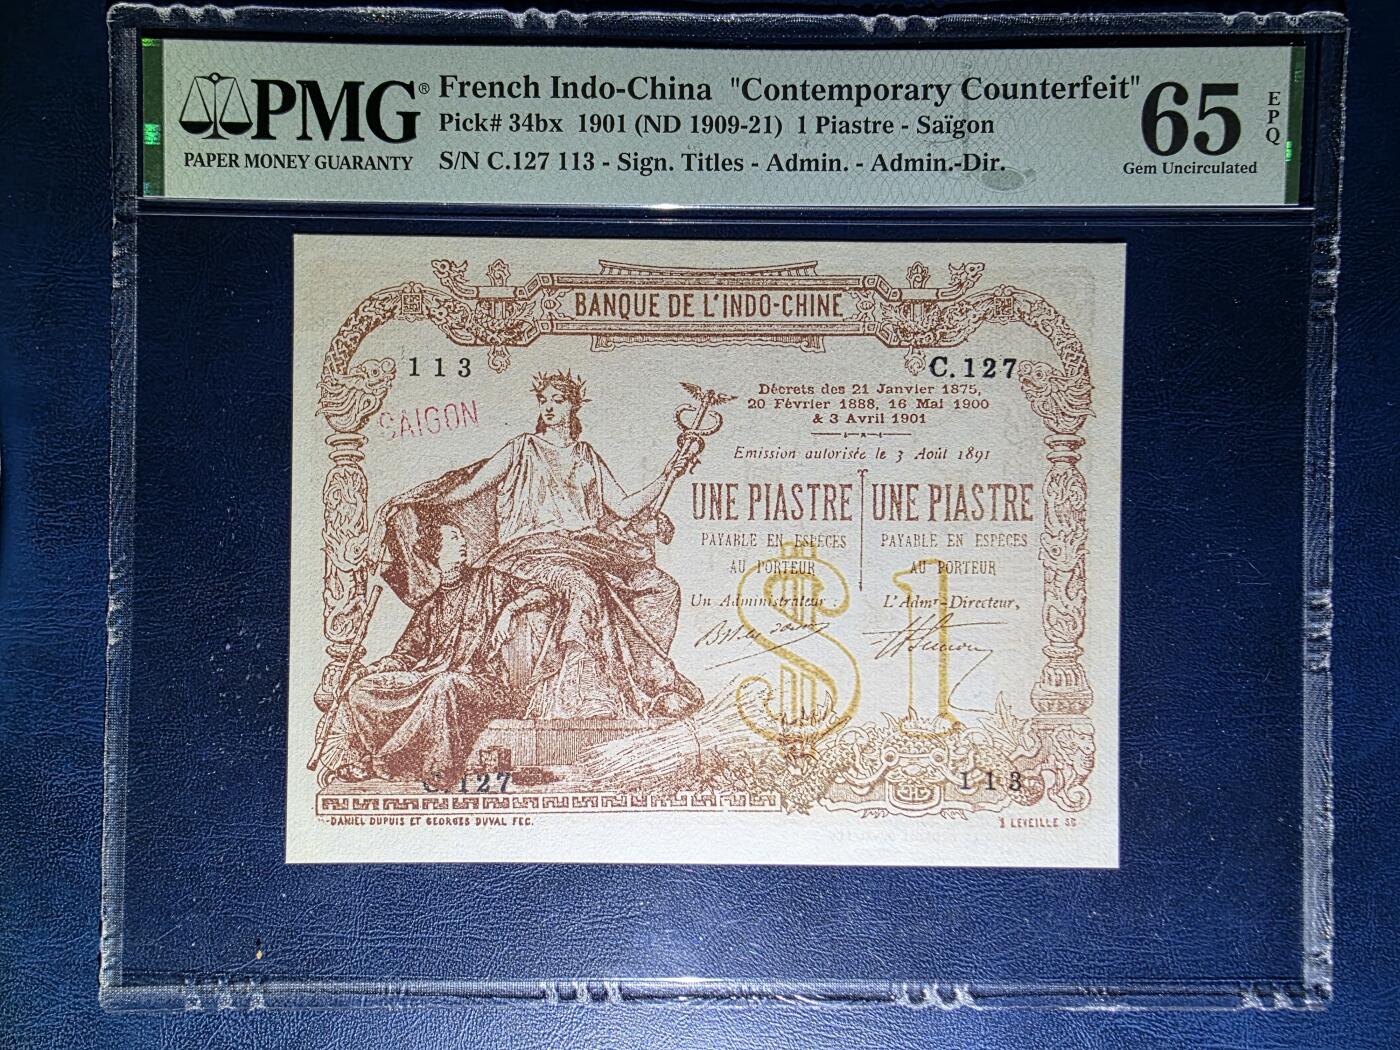 PMG®
PAPER MONEY GUARANTY
French Indo-China "Contemporary Counterfeit"
Pick# 34bx 1901 (ND 1909-21) 1 Piastre - Saïgon
S/N C.127 113 - Sign. Titles - Admin. - Admin.-Dir.
65
EPQ
Gem Uncirculated
BANQUE DE L'INDO-CHINE
113
C.127
SAIGON
Décrets des 21 Janvier 1875,
20 Février 1888, 16 Mai 1900
& 3 Avril 1901
Emission autorisée le 3 Août 1891
UNE PIASTRE
UNE PIASTRE
PAYABLE EN ESPÈCES
PAYABLE EN ESPÈCES
AU PORTEUR
AU PORTEUR
Un Administrateur :
L'Admr-Directeur,
$1
C.127
113
DANIEL DUPUIS ET GEORGES DUVAL FEC.
LEVEILLE SC